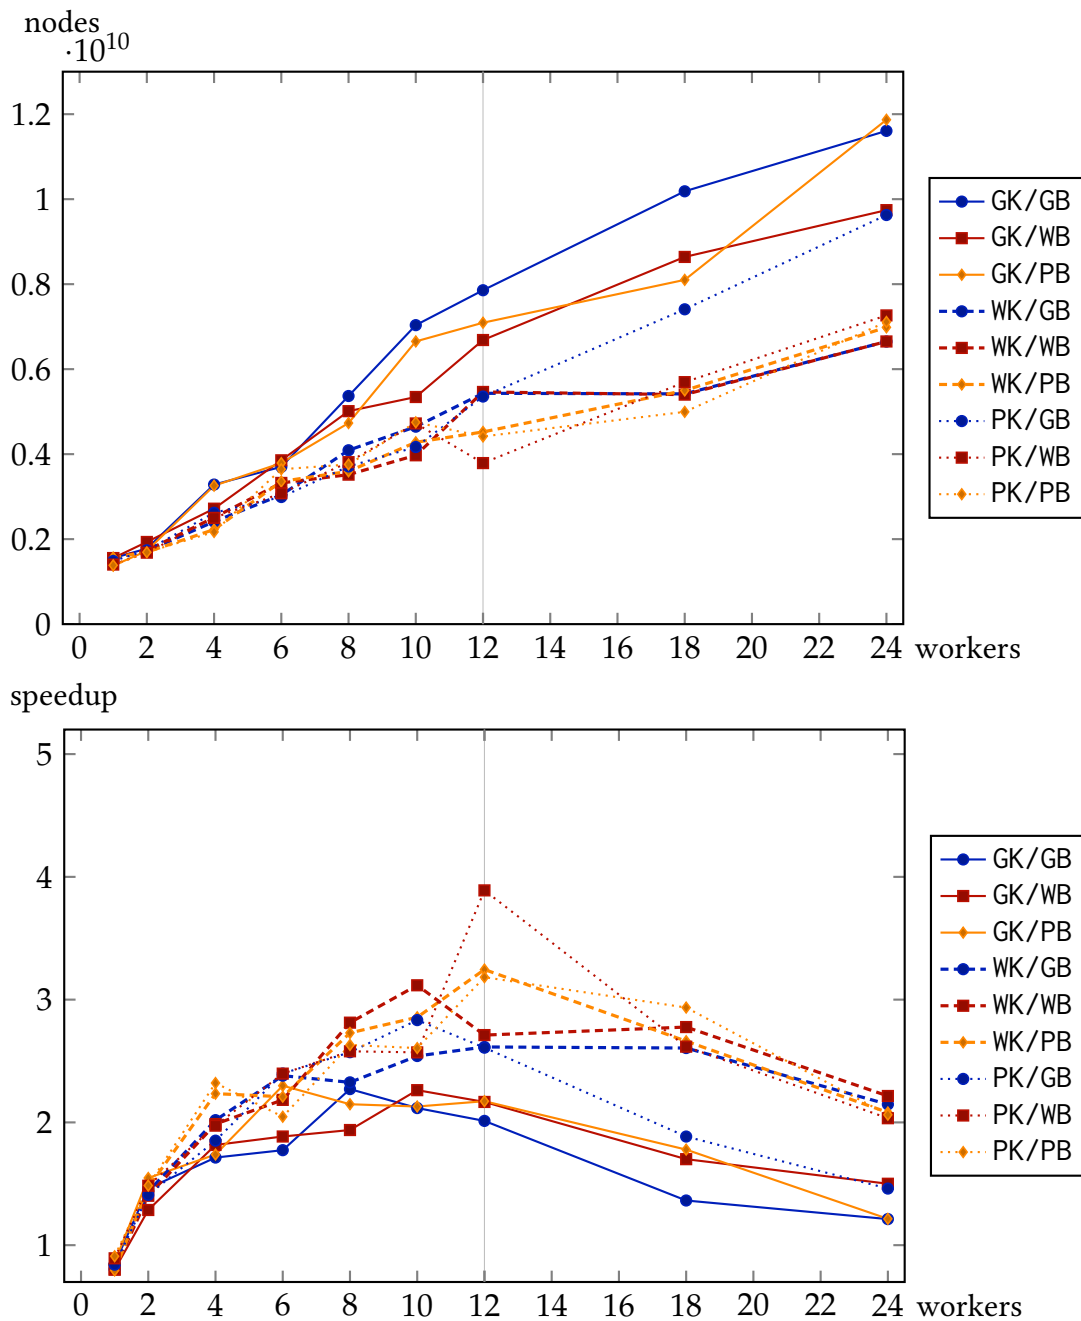 nodes
·10¹⁰
1.2
1
0.8
0.6
0.4
0.2
0
0 2 4 6 8 10 12 14 16 18 20 22 24 workers
GK/GB
GK/WB
GK/PB
WK/GB
WK/WB
WK/PB
PK/GB
PK/WB
PK/PB
speedup
5
4
3
2
1
0 2 4 6 8 10 12 14 16 18 20 22 24 workers
GK/GB
GK/WB
GK/PB
WK/GB
WK/WB
WK/PB
PK/GB
PK/WB
PK/PB